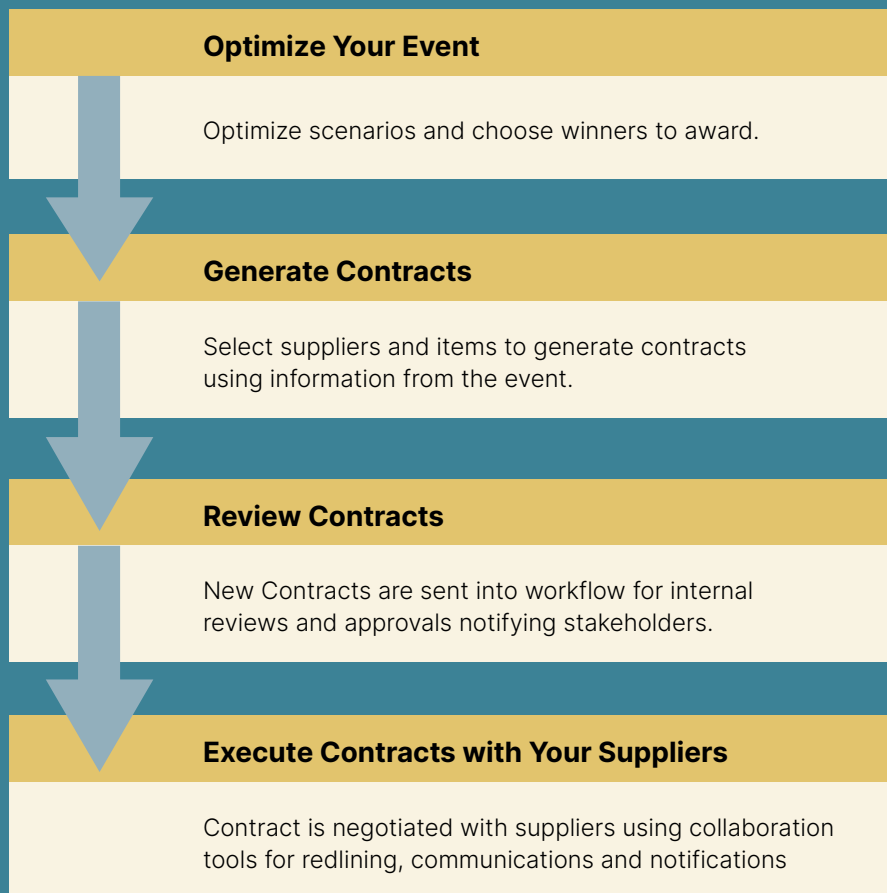 Optimize Your Event
Optimize scenarios and choose winners to award.
Generate Contracts
Select suppliers and items to generate contracts
using information from the event.
Review Contracts
New Contracts are sent into workflow for internal
reviews and approvals notifying stakeholders.
Execute Contracts with Your Suppliers
Contract is negotiated with suppliers using collaboration
tools for redlining, communications and notifications